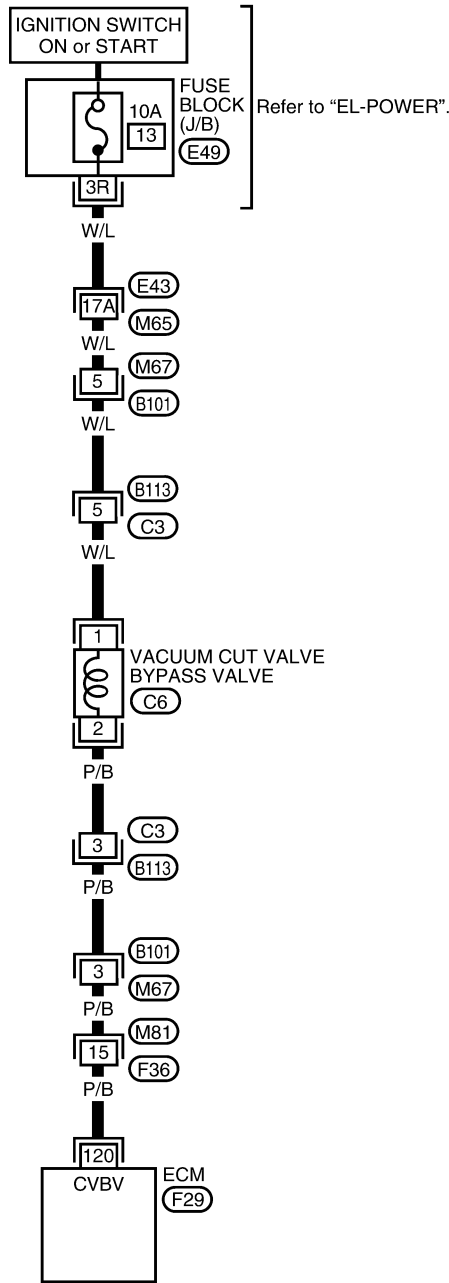 IGNITION SWITCH
ON or START
FUSE
BLOCK
(J/B)
10A
13
E49
Refer to “EL-POWER”.
3R
W/L
E43
17A
M65
W/L
M67
5
B101
W/L
B113
5
C3
W/L
1
VACUUM CUT VALVE
BYPASS VALVE
C6
2
P/B
C3
3
B113
P/B
B101
3
M67
P/B
M81
15
F36
P/B
120
CVBV
ECM
F29